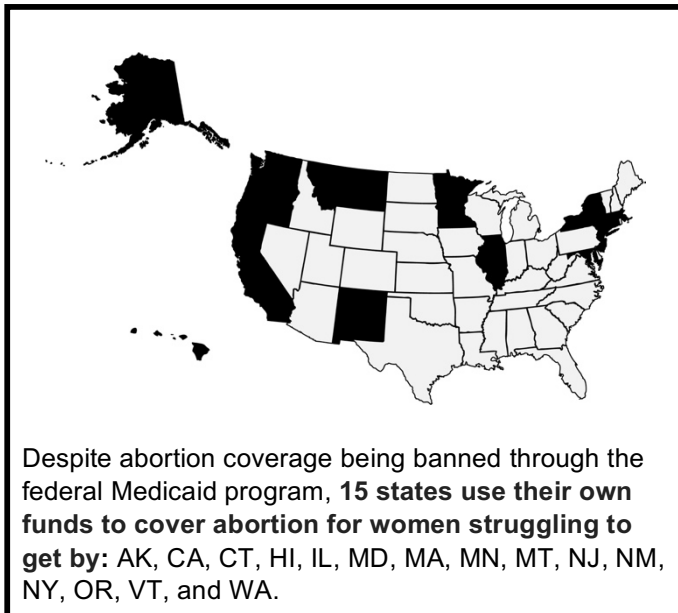 Despite abortion coverage being banned through the
federal Medicaid program, 15 states use their own
funds to cover abortion for women struggling to
get by: AK, CA, CT, HI, IL, MD, MA, MN, MT, NJ, NM,
NY, OR, VT, and WA.